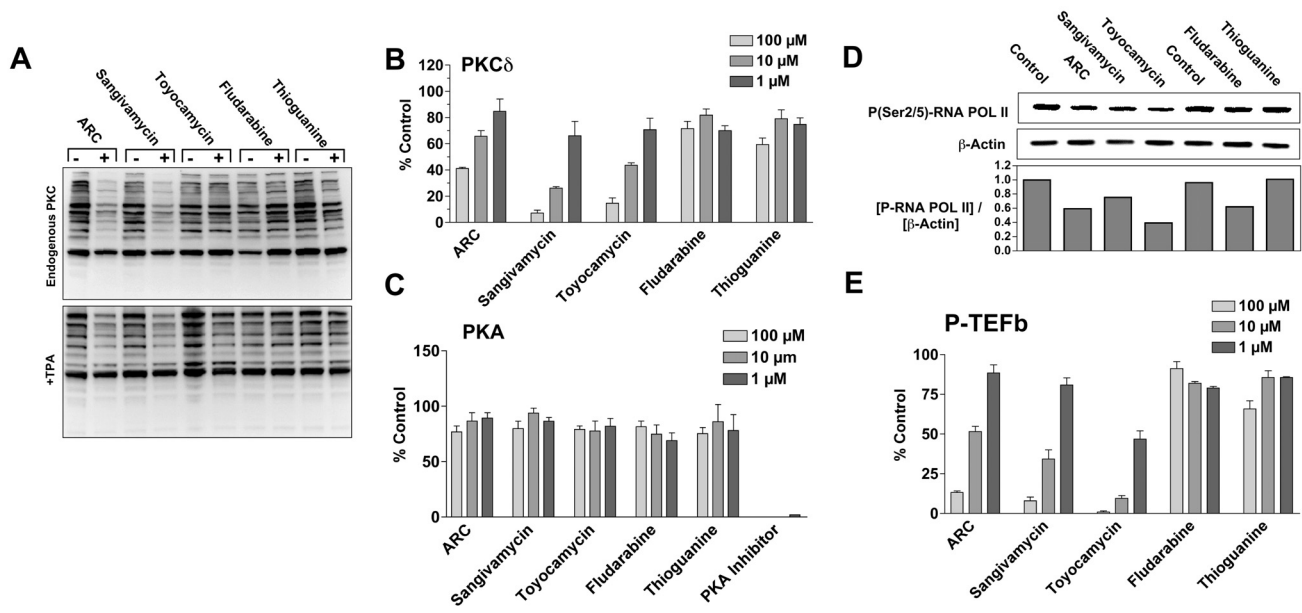 A
ARC
Sangivamycin
Toyocamycin
Fludarabine
Thioguanine
- + - + - + - + - +
Endogenous PKC
+TPA
B
PKCδ
100 µM
10 µM
1 µM
% Control
120
100
80
60
40
20
0
ARC
Sangivamycin
Toyocamycin
Fludarabine
Thioguanine
C
PKA
100 µM
10 µm
1 µM
% Control
150
100
50
0
ARC
Sangivamycin
Toyocamycin
Fludarabine
Thioguanine
PKA Inhibitor
D
Control
ARC
Sangivamycin
Toyocamycin
Control
Fludarabine
Thioguanine
P(Ser2/5)-RNA POL II
β-Actin
[P-RNA POL II] /
[β-Actin]
1.2
1.0
0.8
0.6
0.4
0.2
0.0
E
P-TEFb
100 µM
10 µM
1 µM
% Control
100
75
50
25
0
ARC
Sangivamycin
Toyocamycin
Fludarabine
Thioguanine